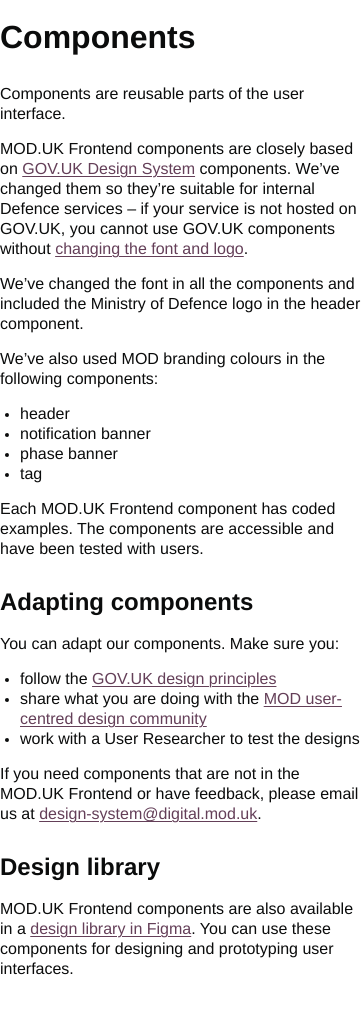 Components
Components are reusable parts of the user
interface.
MOD.UK Frontend components are closely based
on GOV.UK Design System components. We’ve
changed them so they’re suitable for internal
Defence services – if your service is not hosted on
GOV.UK, you cannot use GOV.UK components
without changing the font and logo.
We’ve changed the font in all the components and
included the Ministry of Defence logo in the header
component.
We’ve also used MOD branding colours in the
following components:
• header
• notification banner
• phase banner
• tag
Each MOD.UK Frontend component has coded
examples. The components are accessible and
have been tested with users.
Adapting components
You can adapt our components. Make sure you:
• follow the GOV.UK design principles
• share what you are doing with the MOD user-
centred design community
• work with a User Researcher to test the designs
If you need components that are not in the
MOD.UK Frontend or have feedback, please email
us at design-system@digital.mod.uk.
Design library
MOD.UK Frontend components are also available
in a design library in Figma. You can use these
components for designing and prototyping user
interfaces.